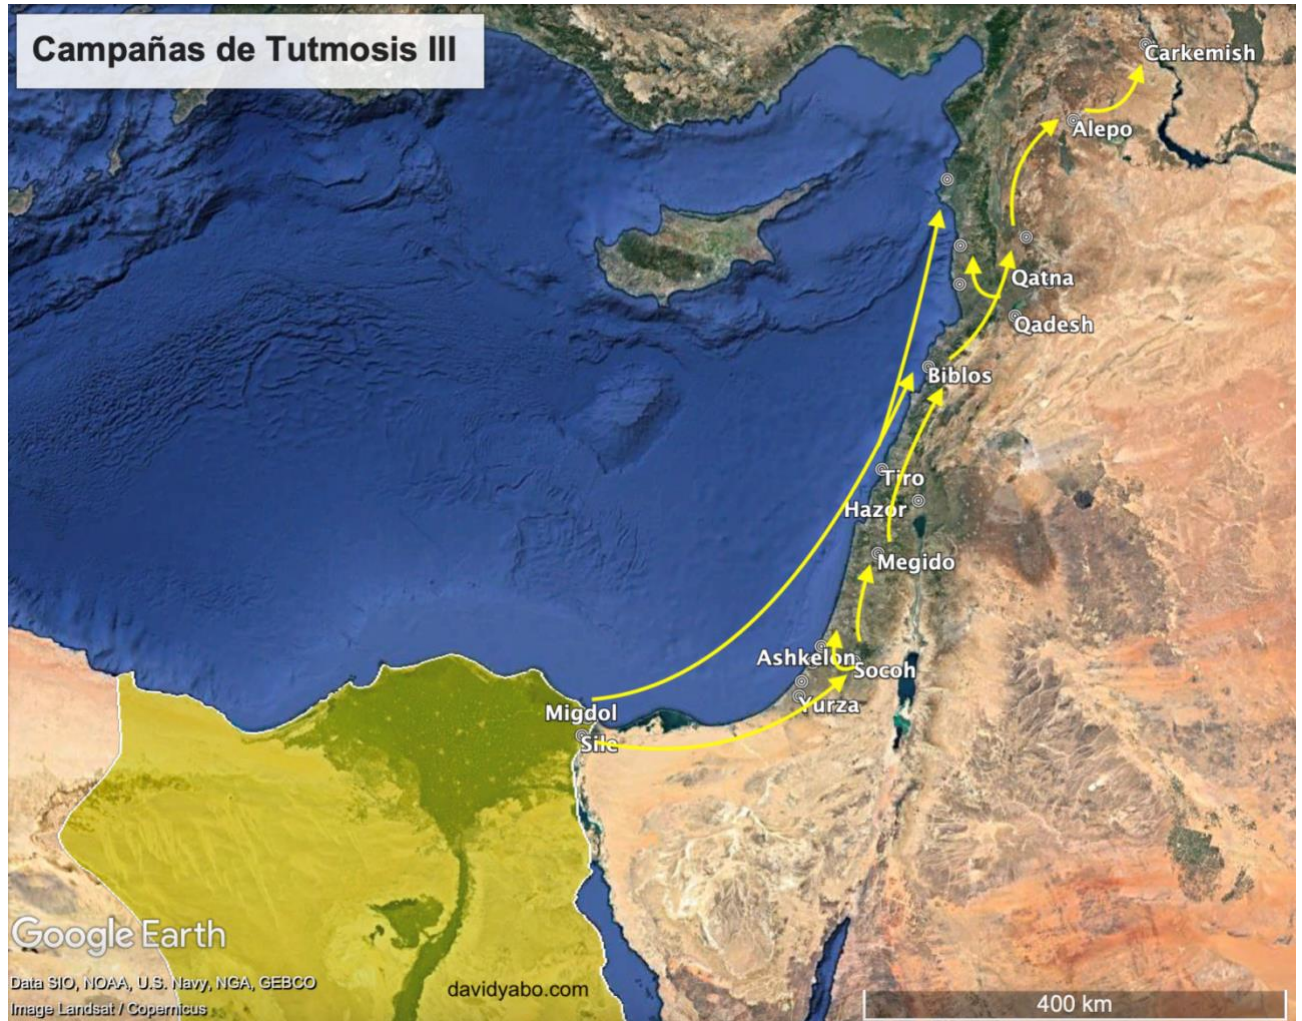 Campañas de Tutmosis III
Carkemish
Alepo
Qatna
Qadesh
Biblos
Tiro
Hazor
Megido
Ashkelon
Socoh
Yurza
Migdol
Sile
Google Earth
Data SIO, NOAA, U.S. Navy, NGA, GEBCO
Image Landsat / Copernicus
davidyabo.com
400 km